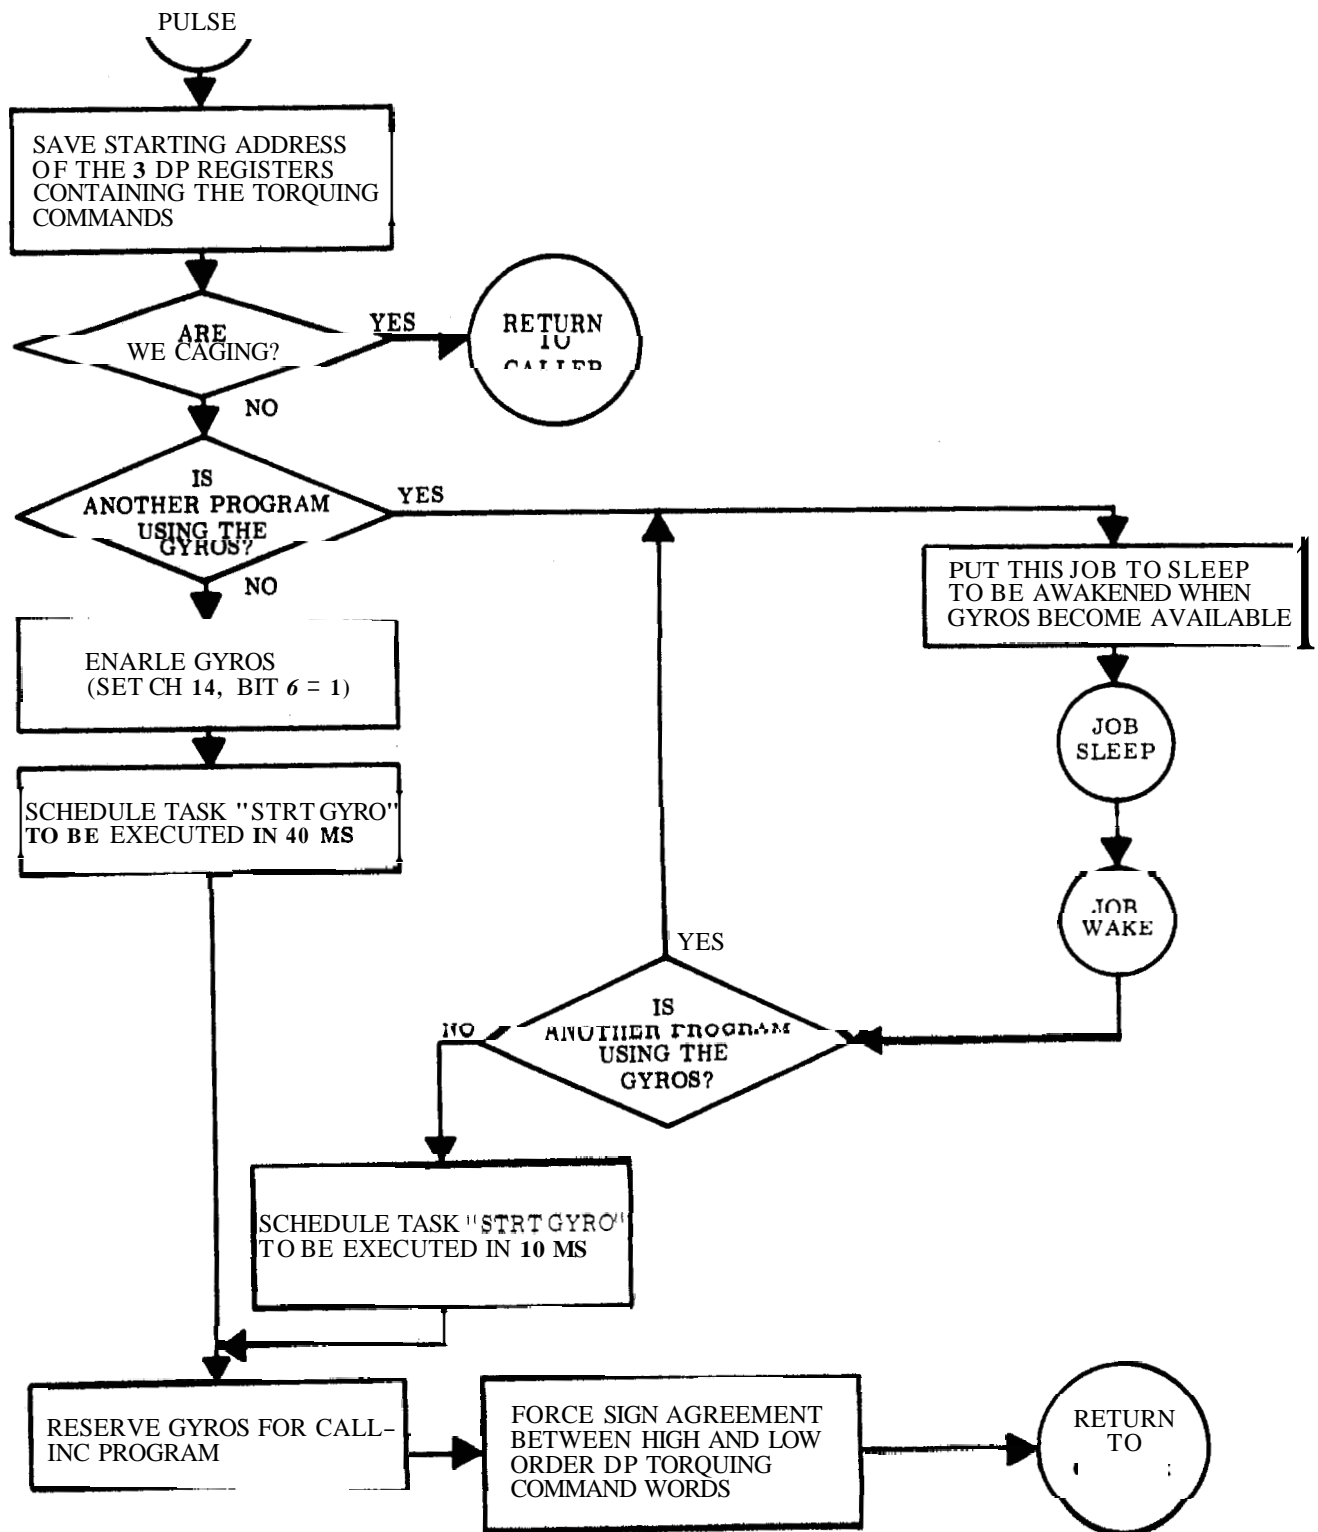 PULSE
SAVE STARTING ADDRESS
OF THE 3 DP REGISTERS
CONTAINING THE TORQUING
COMMANDS
ARE
WE CAGING?
YES
RETURN
TO
CALLER
NO
IS
ANOTHER PROGRAM
USING THE
GYROS?
YES
NO
PUT THIS JOB TO SLEEP
TO BE AWAKENED WHEN
GYROS BECOME AVAILABLE
ENARLE GYROS
(SET CH 14, BIT 6 = 1)
JOB
SLEEP
SCHEDULE TASK "STRT GYRO"
TO BE EXECUTED IN 40 MS
JOB
WAKE
YES
IS
ANOTHER PROGRAM
USING THE
GYROS?
NO
SCHEDULE TASK "STRT GYRO"
TO BE EXECUTED IN 10 MS
RESERVE GYROS FOR CALL-
INC PROGRAM
FORCE SIGN AGREEMENT
BETWEEN HIGH AND LOW
ORDER DP TORQUING
COMMAND WORDS
RETURN
TO